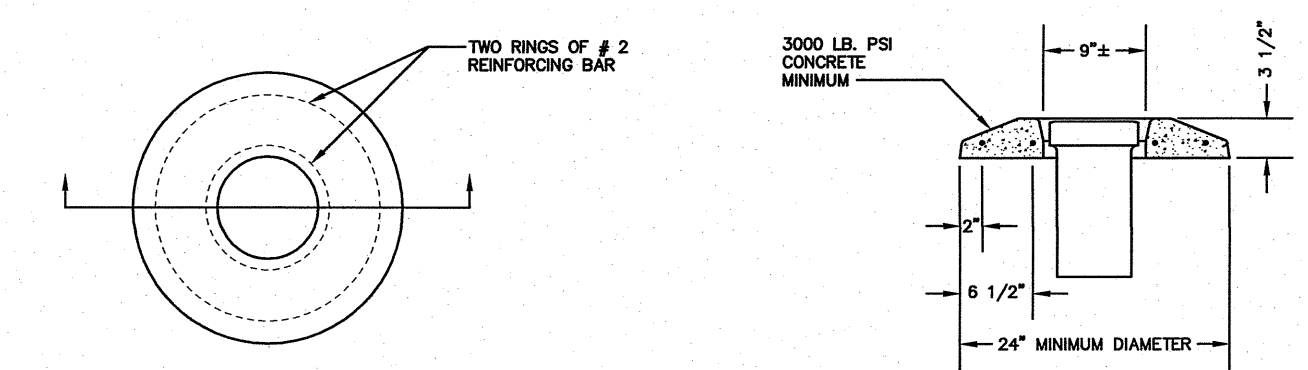 TWO RINGS OF # 2
REINFORCING BAR
3000 LB. PSI
CONCRETE
MINIMUM
9"±
3 1/2"
2"
6 1/2"
24" MINIMUM DIAMETER